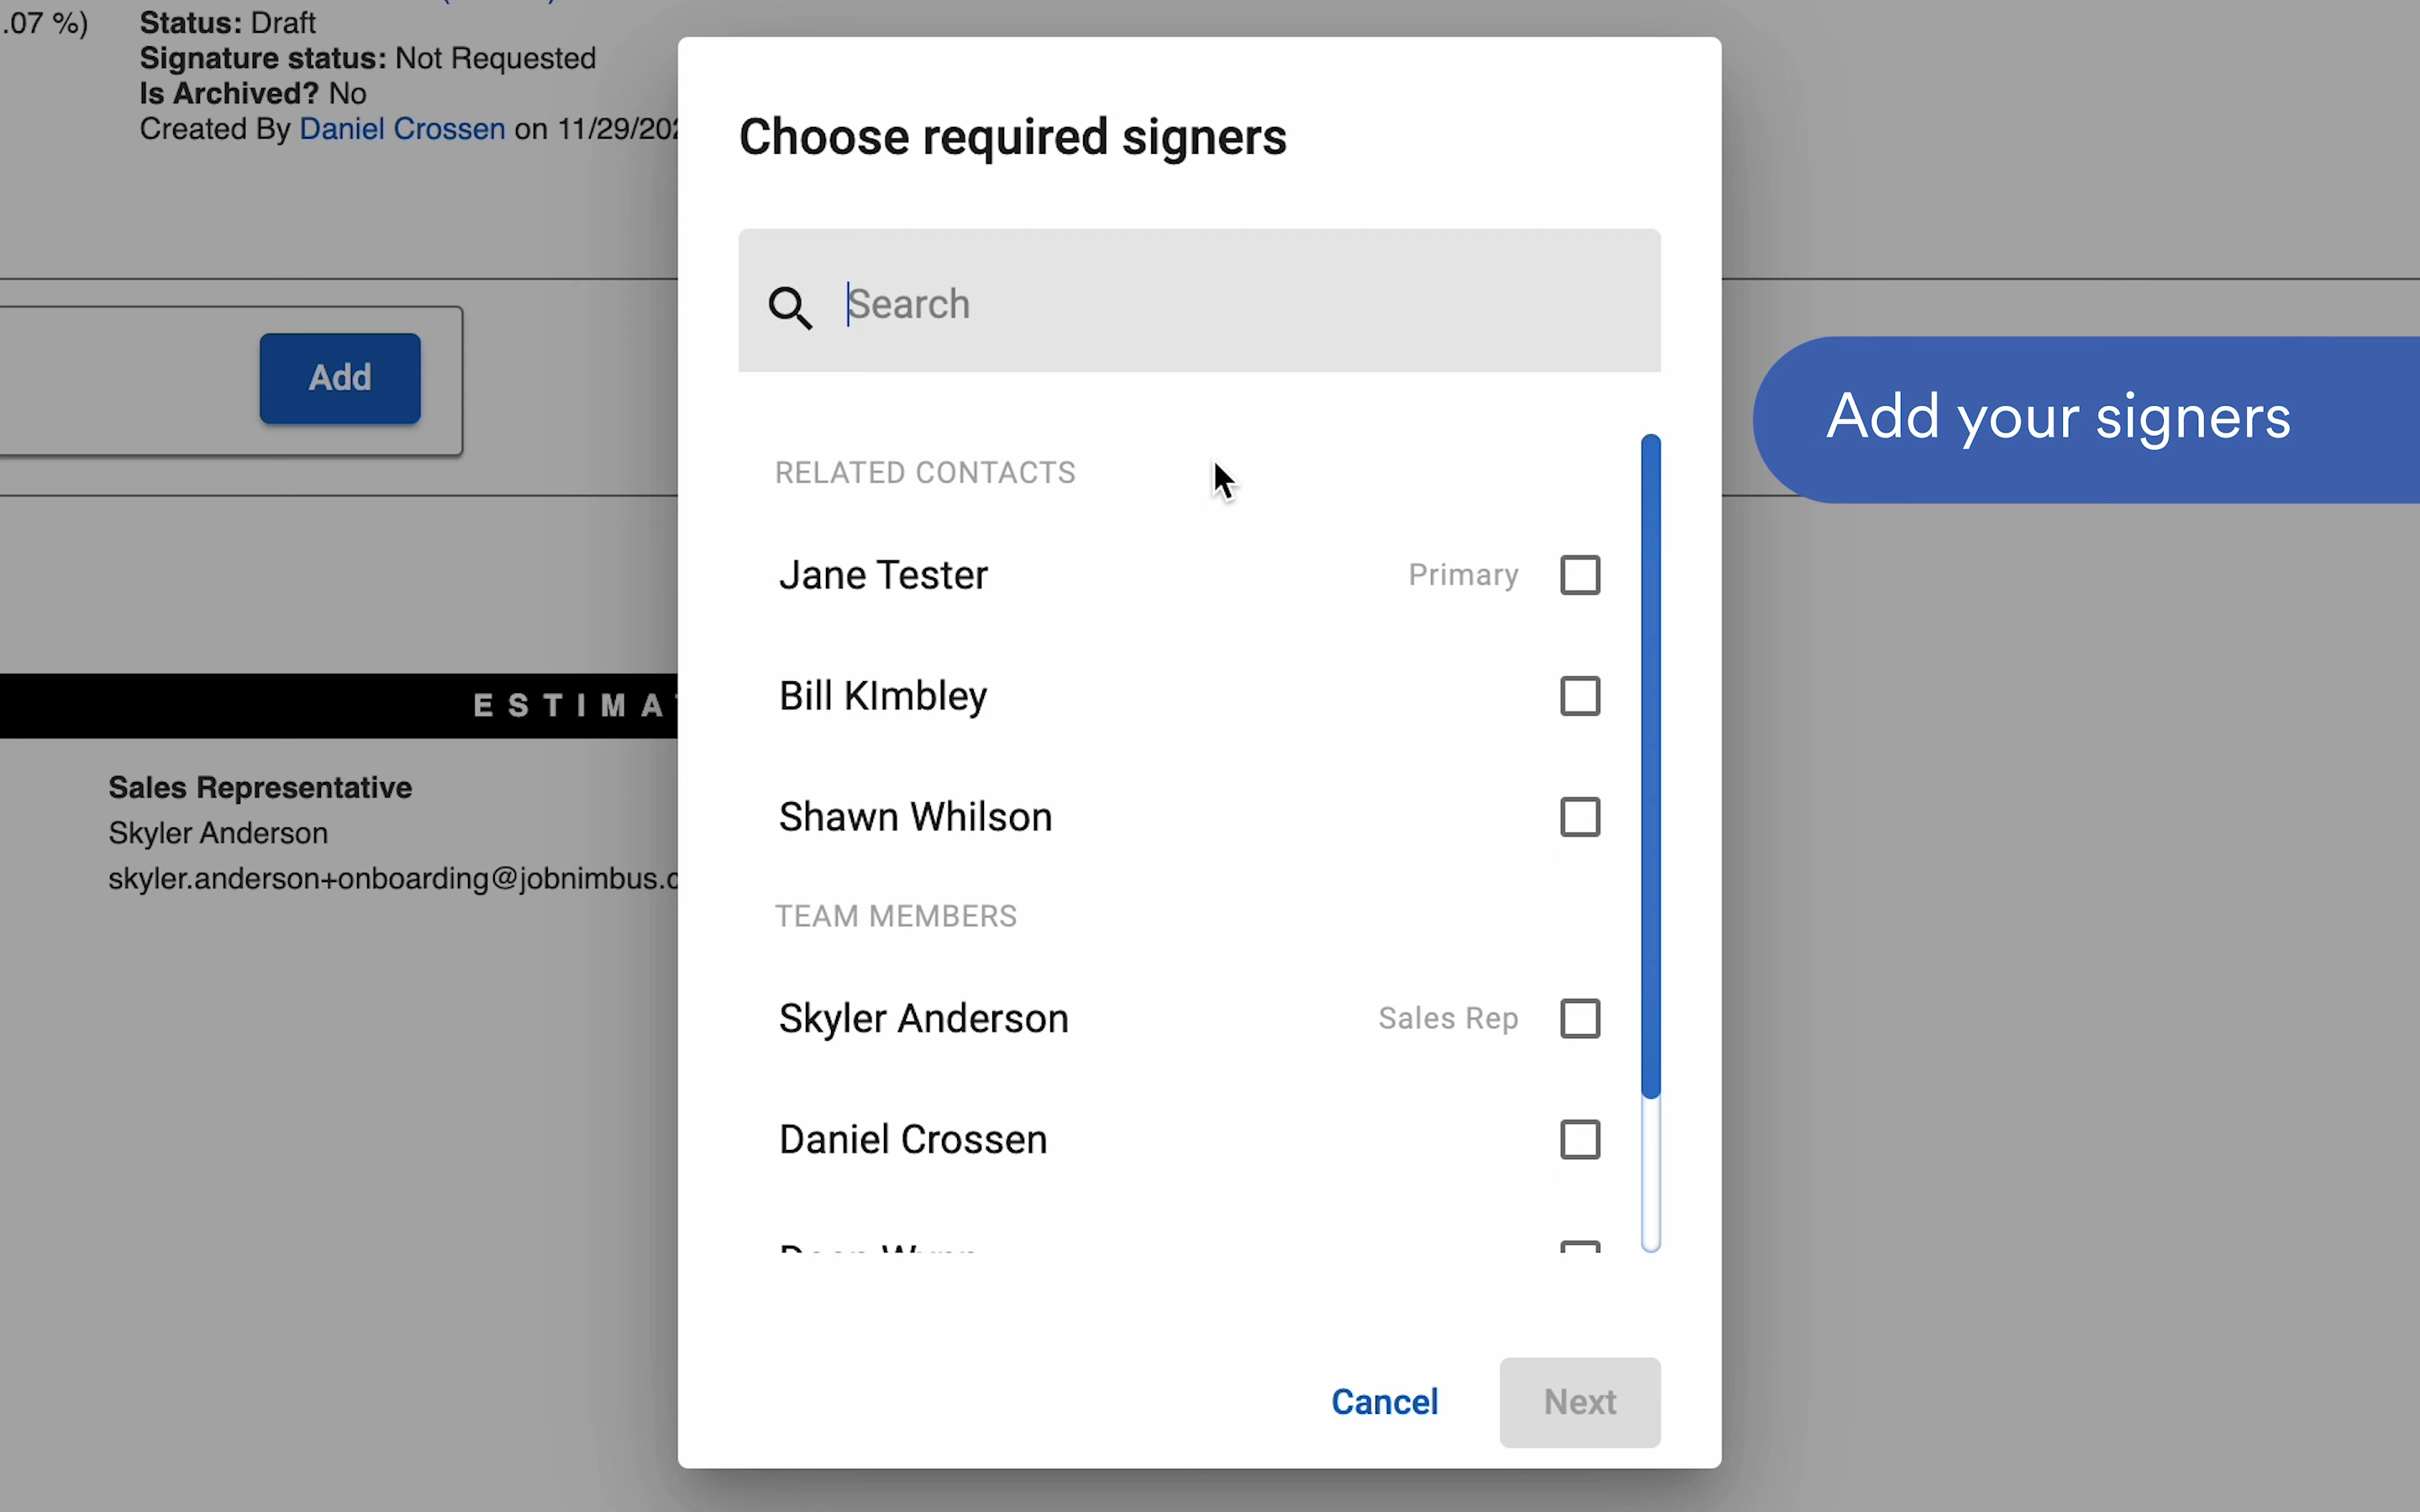 .07 %)
Status: Draft
Signature status: Not Requested
Is Archived? No
Created By Daniel Crossen on 11/29/202
Add
ESTIMA
Sales Representative
Skyler Anderson
skyler.anderson+onboarding@jobnimbus.c
Choose required signers
Search
RELATED CONTACTS
Jane Tester Primary
Bill KImbley
Shawn Whilson
TEAM MEMBERS
Skyler Anderson Sales Rep
Daniel Crossen
Cancel Next
Add your signers